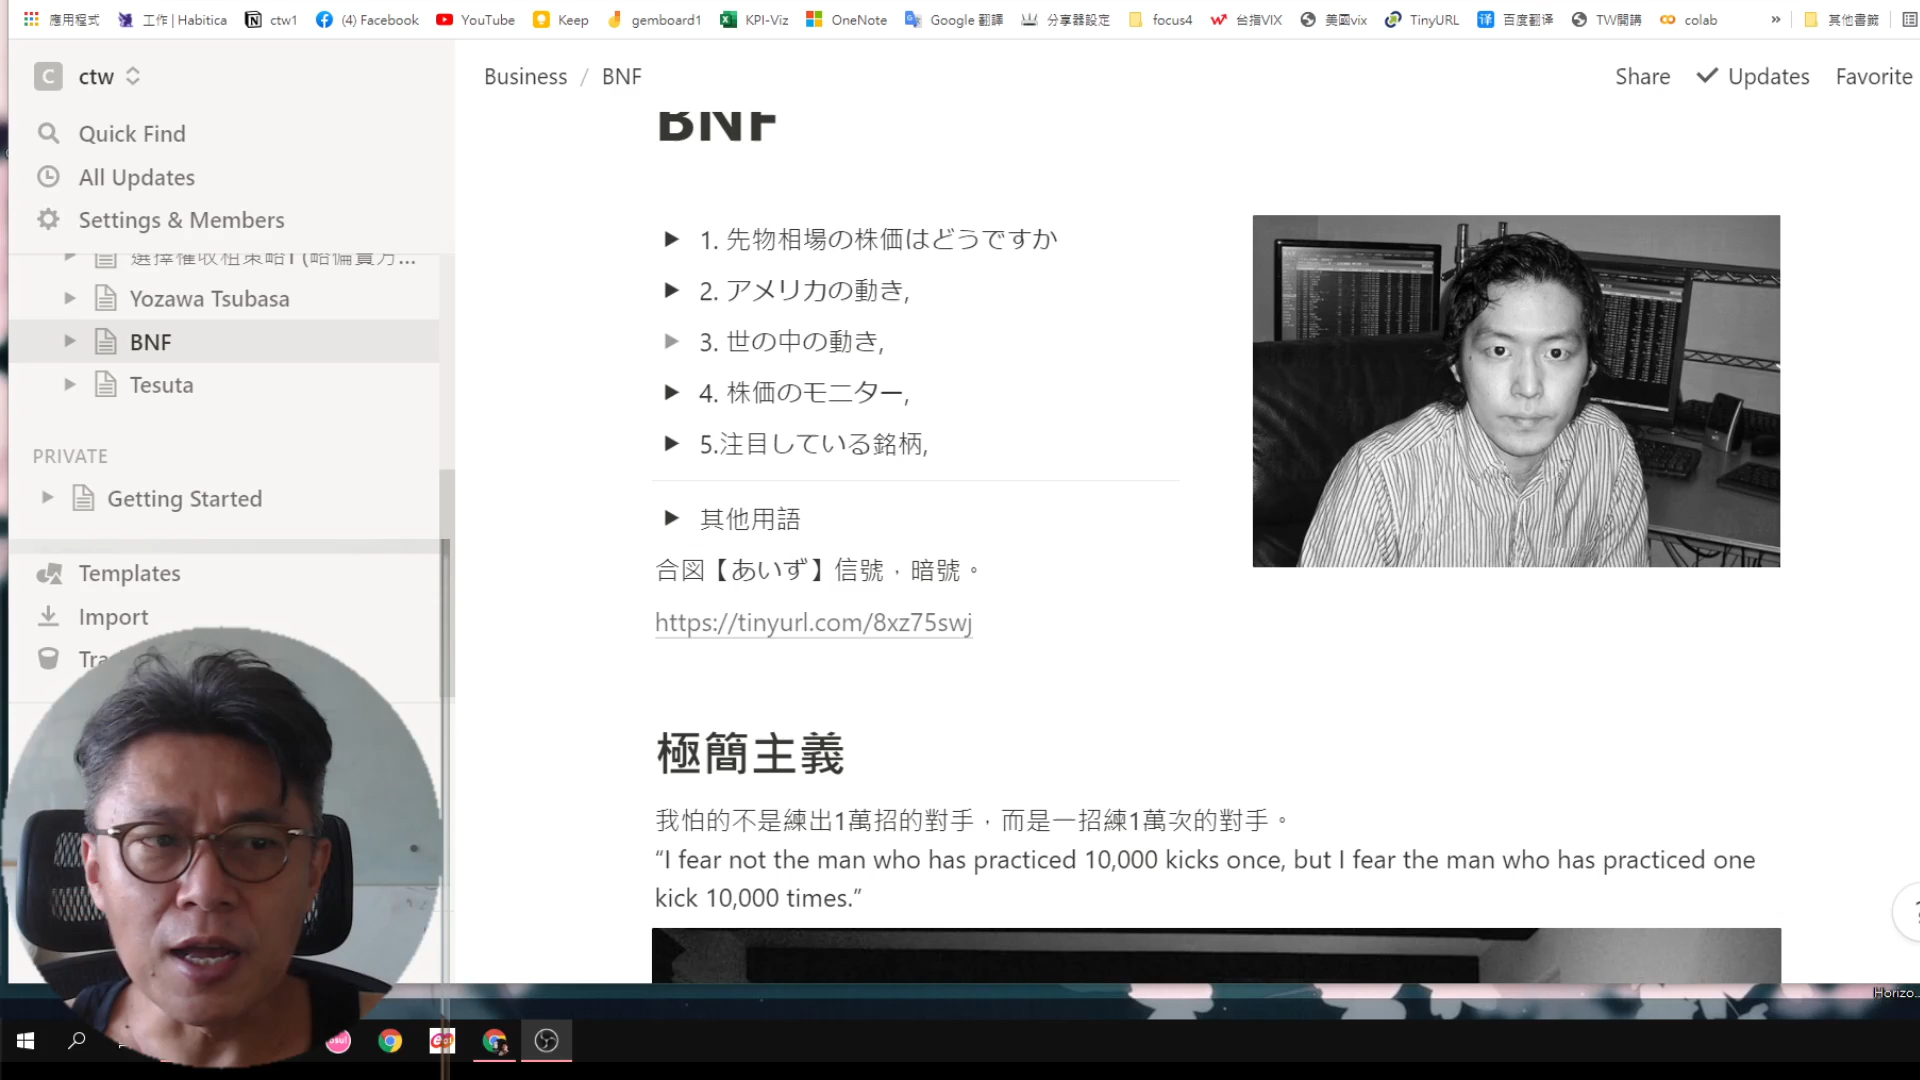 應用程式
工作 | Habitica
ctw1
(4) Facebook
YouTube
Keep
gemboard1
KPI-Viz
OneNote
Google 翻譯
分享器設定
focus4
台指VIX
美國vix
TinyURL
百度翻译
TW開講
colab
»
其他書籤
C ctw
Business / BNF
Share
Updates
Favorite
Quick Find
All Updates
Settings & Members
Yozawa Tsubasa
BNF
Tesuta
PRIVATE
Getting Started
Templates
Import
BNF
1. 先物相場の株価はどうですか
2. アメリカの動き,
3. 世の中の動き,
4. 株価のモニター,
5.注目している銘柄,
其他用語
合図【あいず】信號，暗號。
https://tinyurl.com/8xz75swj
極簡主義
我怕的不是練出1萬招的對手，而是一招練1萬次的對手。
“I fear not the man who has practiced 10,000 kicks once, but I fear the man who has practiced one
kick 10,000 times.”
Horizo...
osu!